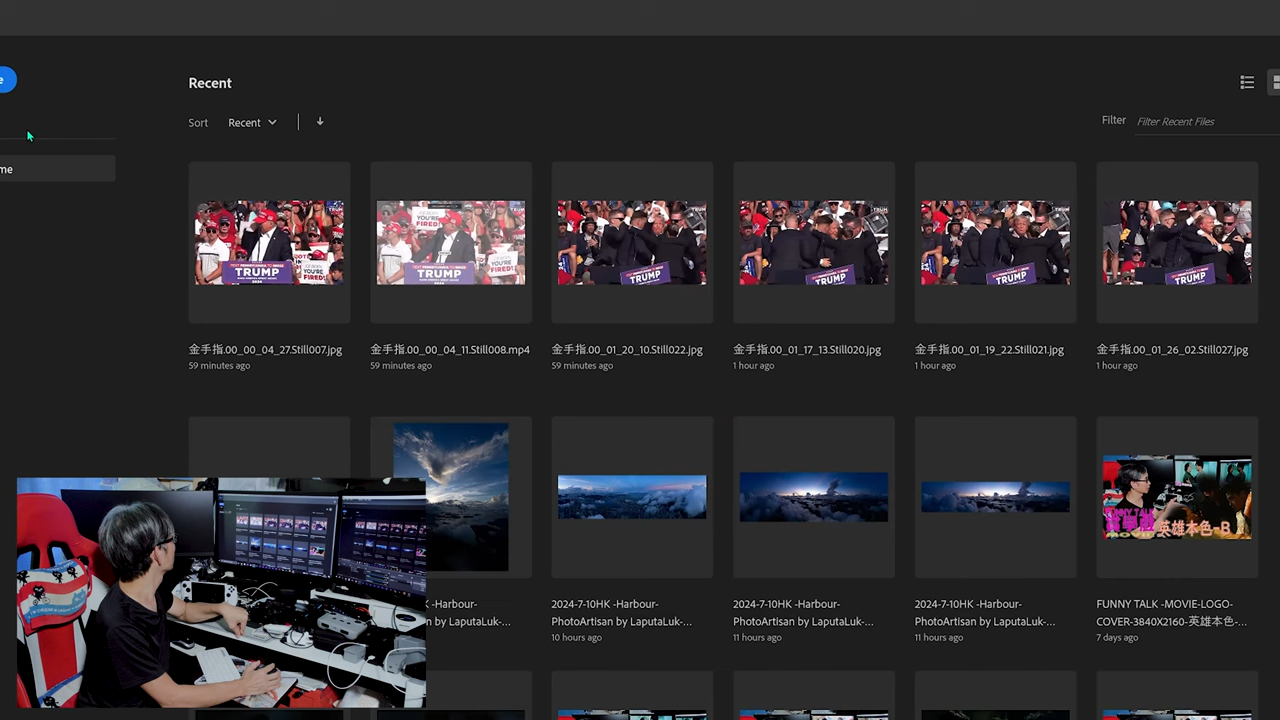 e
Recent
Sort
Recent
Filter
Filter Recent Files
me
TRUMP
YOU'RE
FIRED!
YOU'RE
FIRED!
TRUMP
TRUMP
TRUMP
TRUMP
TRUMP
金手指.00_00_04_27.Still007.jpg
金手指.00_00_04_11.Still008.mp4
金手指.00_01_20_10.Still022.jpg
金手指.00_01_17_13.Still020.jpg
金手指.00_01_19_22.Still021.jpg
金手指.00_01_26_02.Still027.jpg
59 minutes ago
59 minutes ago
59 minutes ago
1 hour ago
1 hour ago
1 hour ago
FUNNY TALK
英雄本色-B
K -Harbour-
2024-7-10HK -Harbour-
2024-7-10HK -Harbour-
2024-7-10HK -Harbour-
FUNNY TALK -MOVIE-LOGO-
n by LaputaLuk-...
PhotoArtisan by LaputaLuk-...
PhotoArtisan by LaputaLuk-...
PhotoArtisan by LaputaLuk-...
COVER-3840X2160-英雄本色-...
10 hours ago
11 hours ago
11 hours ago
7 days ago